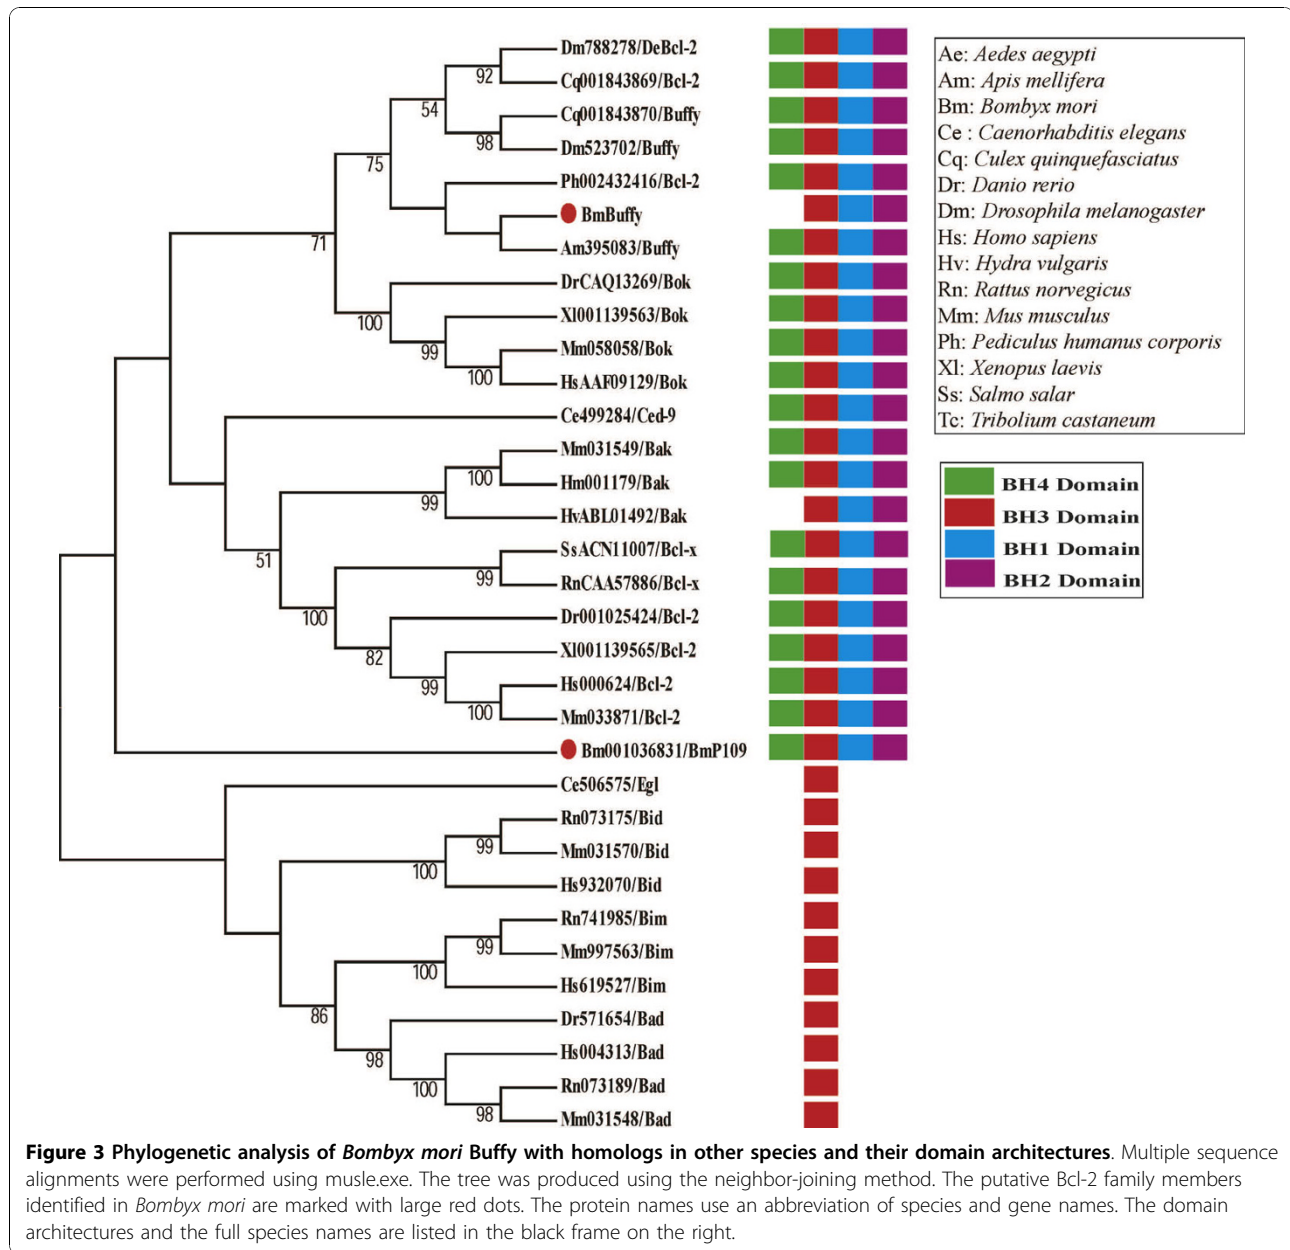 Dm788278/DeBcl-2
92
Cq001843869/Bcl-2
54
Cq001843870/Buffy
98
Dm523702/Buffy
75
Ph002432416/Bcl-2
BmBuffy
71
Am395083/Buffy
DrCAQ13269/Bok
100
Xl001139563/Bok
99
Mm058058/Bok
100
HsAAF09129/Bok
Ce499284/Ced-9
Mm031549/Bak
100
Hm001179/Bak
99
HvABL01492/Bak
51
SsACN11007/Bcl-x
99
RnCAA57886/Bcl-x
100
Dr001025424/Bcl-2
82
Xl001139565/Bcl-2
99
Hs000624/Bcl-2
100
Mm033871/Bcl-2
Bm001036831/BmP109
Ce506575/Egl
Rn073175/Bid
99
Mm031570/Bid
100
Hs932070/Bid
Rn741985/Bim
99
Mm997563/Bim
100
Hs619527/Bim
86
Dr571654/Bad
98
Hs004313/Bad
100
Rn073189/Bad
98
Mm031548/Bad
Ae: Aedes aegypti
Am: Apis mellifera
Bm: Bombyx mori
Ce : Caenorhabditis elegans
Cq: Culex quinquefasciatus
Dr: Danio rerio
Dm: Drosophila melanogaster
Hs: Homo sapiens
Hv: Hydra vulgaris
Rn: Rattus norvegicus
Mm: Mus musculus
Ph: Pediculus humanus corporis
Xl: Xenopus laevis
Ss: Salmo salar
Tc: Tribolium castaneum
BH4 Domain
BH3 Domain
BH1 Domain
BH2 Domain
Figure 3 Phylogenetic analysis of Bombyx mori Buffy with homologs in other species and their domain architectures. Multiple sequence
alignments were performed using musle.exe. The tree was produced using the neighbor-joining method. The putative Bcl-2 family members
identified in Bombyx mori are marked with large red dots. The protein names use an abbreviation of species and gene names. The domain
architectures and the full species names are listed in the black frame on the right.